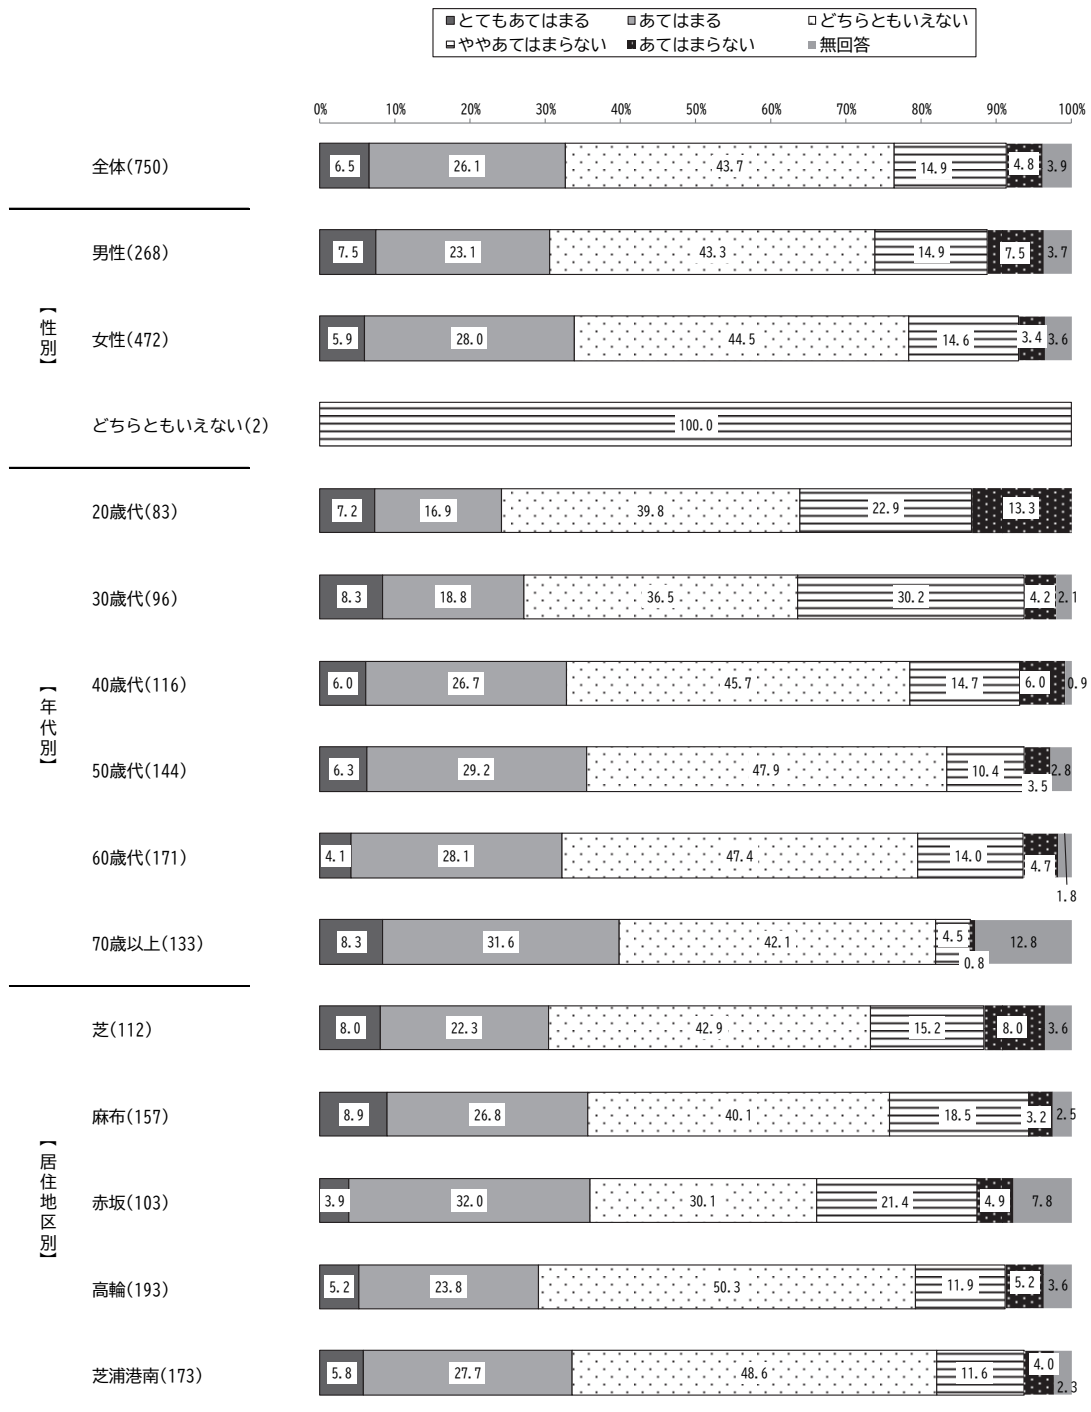 とてもあてはまる あてはまる どちらともいえない
ややあてはまらない あてはまらない 無回答
0% 10% 20% 30% 40% 50% 60% 70% 80% 90% 100%
全体(750) 6.5 26.1 43.7 14.9 4.8 3.9
【性別】
男性(268) 7.5 23.1 43.3 14.9 7.5 3.7
女性(472) 5.9 28.0 44.5 14.6 3.4 3.6
どちらともいえない(2) 100.0
【年代別】
20歳代(83) 7.2 16.9 39.8 22.9 13.3
30歳代(96) 8.3 18.8 36.5 30.2 4.2 2.1
40歳代(116) 6.0 26.7 45.7 14.7 6.0 0.9
50歳代(144) 6.3 29.2 47.9 10.4 3.5 2.8
60歳代(171) 4.1 28.1 47.4 14.0 4.7 1.8
70歳以上(133) 8.3 31.6 42.1 4.5 0.8 12.8
【居住地区別】
芝(112) 8.0 22.3 42.9 15.2 8.0 3.6
麻布(157) 8.9 26.8 40.1 18.5 3.2 2.5
赤坂(103) 3.9 32.0 30.1 21.4 4.9 7.8
高輪(193) 5.2 23.8 50.3 11.9 5.2 3.6
芝浦港南(173) 5.8 27.7 48.6 11.6 4.0 2.3